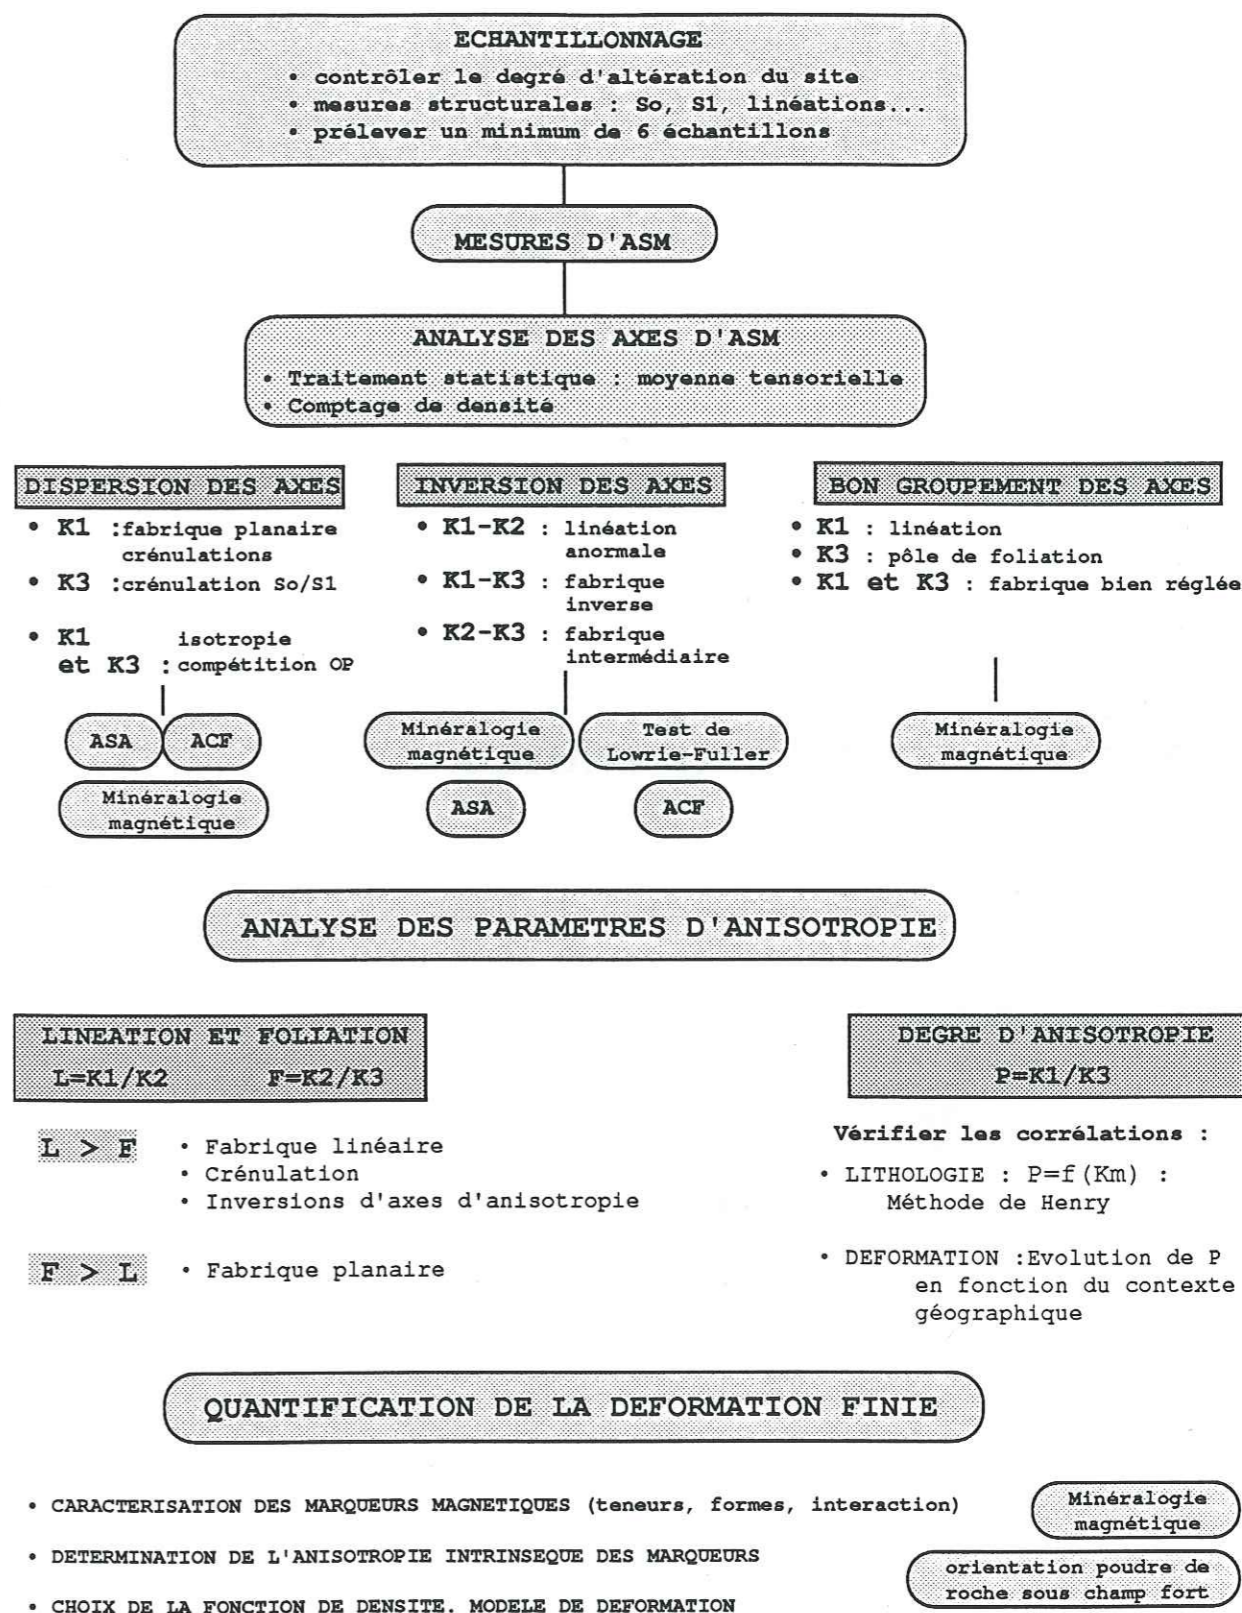 ECHANTILLONNAGE
• contrôler le degré d'altération du site
• mesures structurales : So, S1, linéations...
• prélever un minimum de 6 échantillons
MESURES D'ASM
ANALYSE DES AXES D'ASM
• Traitement statistique : moyenne tensorielle
• Comptage de densité
DISPERSION DES AXES
• K1 :fabrique planaire
crénulations
• K3 :crénulation So/S1
• K1 isotropie
et K3 : compétition OP
ASA ACF
Minéralogie
magnétique
INVERSION DES AXES
• K1-K2 : linéation
anormale
• K1-K3 : fabrique
inverse
• K2-K3 : fabrique
intermédiaire
Minéralogie
magnétique
Test de
Lowrie-Fuller
ASA ACF
BON GROUPEMENT DES AXES
• K1 : linéation
• K3 : pôle de foliation
• K1 et K3 : fabrique bien réglée
Minéralogie
magnétique
ANALYSE DES PARAMETRES D'ANISOTROPIE
LINEATION ET FOLIATION
L=K1/K2 F=K2/K3
L > F • Fabrique linéaire
• Crénulation
• Inversions d'axes d'anisotropie
F > L • Fabrique planaire
DEGRE D'ANISOTROPIE
P=K1/K3
Vérifier les corrélations :
• LITHOLOGIE : P=f(Km) :
Méthode de Henry
• DEFORMATION :Evolution de P
en fonction du contexte
géographique
QUANTIFICATION DE LA DEFORMATION FINIE
• CARACTERISATION DES MARQUEURS MAGNETIQUES (teneurs, formes, interaction)
• DETERMINATION DE L'ANISOTROPIE INTRINSEQUE DES MARQUEURS
• CHOIX DE LA FONCTION DE DENSITE. MODELE DE DEFORMATION
Minéralogie
magnétique
orientation poudre de
roche sous champ fort